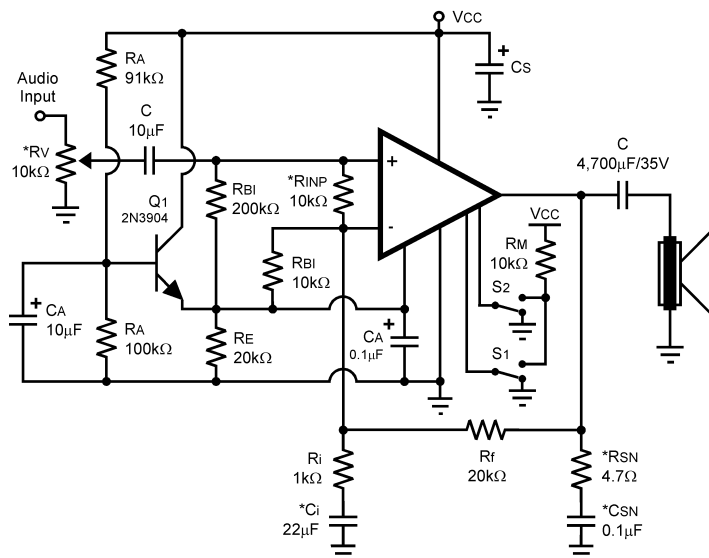 VCC
RA
91kΩ
+
CS
Audio
Input
C
10μF
C
4,700μF/35V
*RV
10kΩ
*RINP
10kΩ
+
-
RBI
200kΩ
Q1
2N3904
VCC
RM
10kΩ
RBI
10kΩ
S2
+
CA
10μF
RA
100kΩ
RE
20kΩ
+
CA
0.1μF
S1
Ri
1kΩ
Rf
20kΩ
*RSN
4.7Ω
*Ci
22μF
*CSN
0.1μF